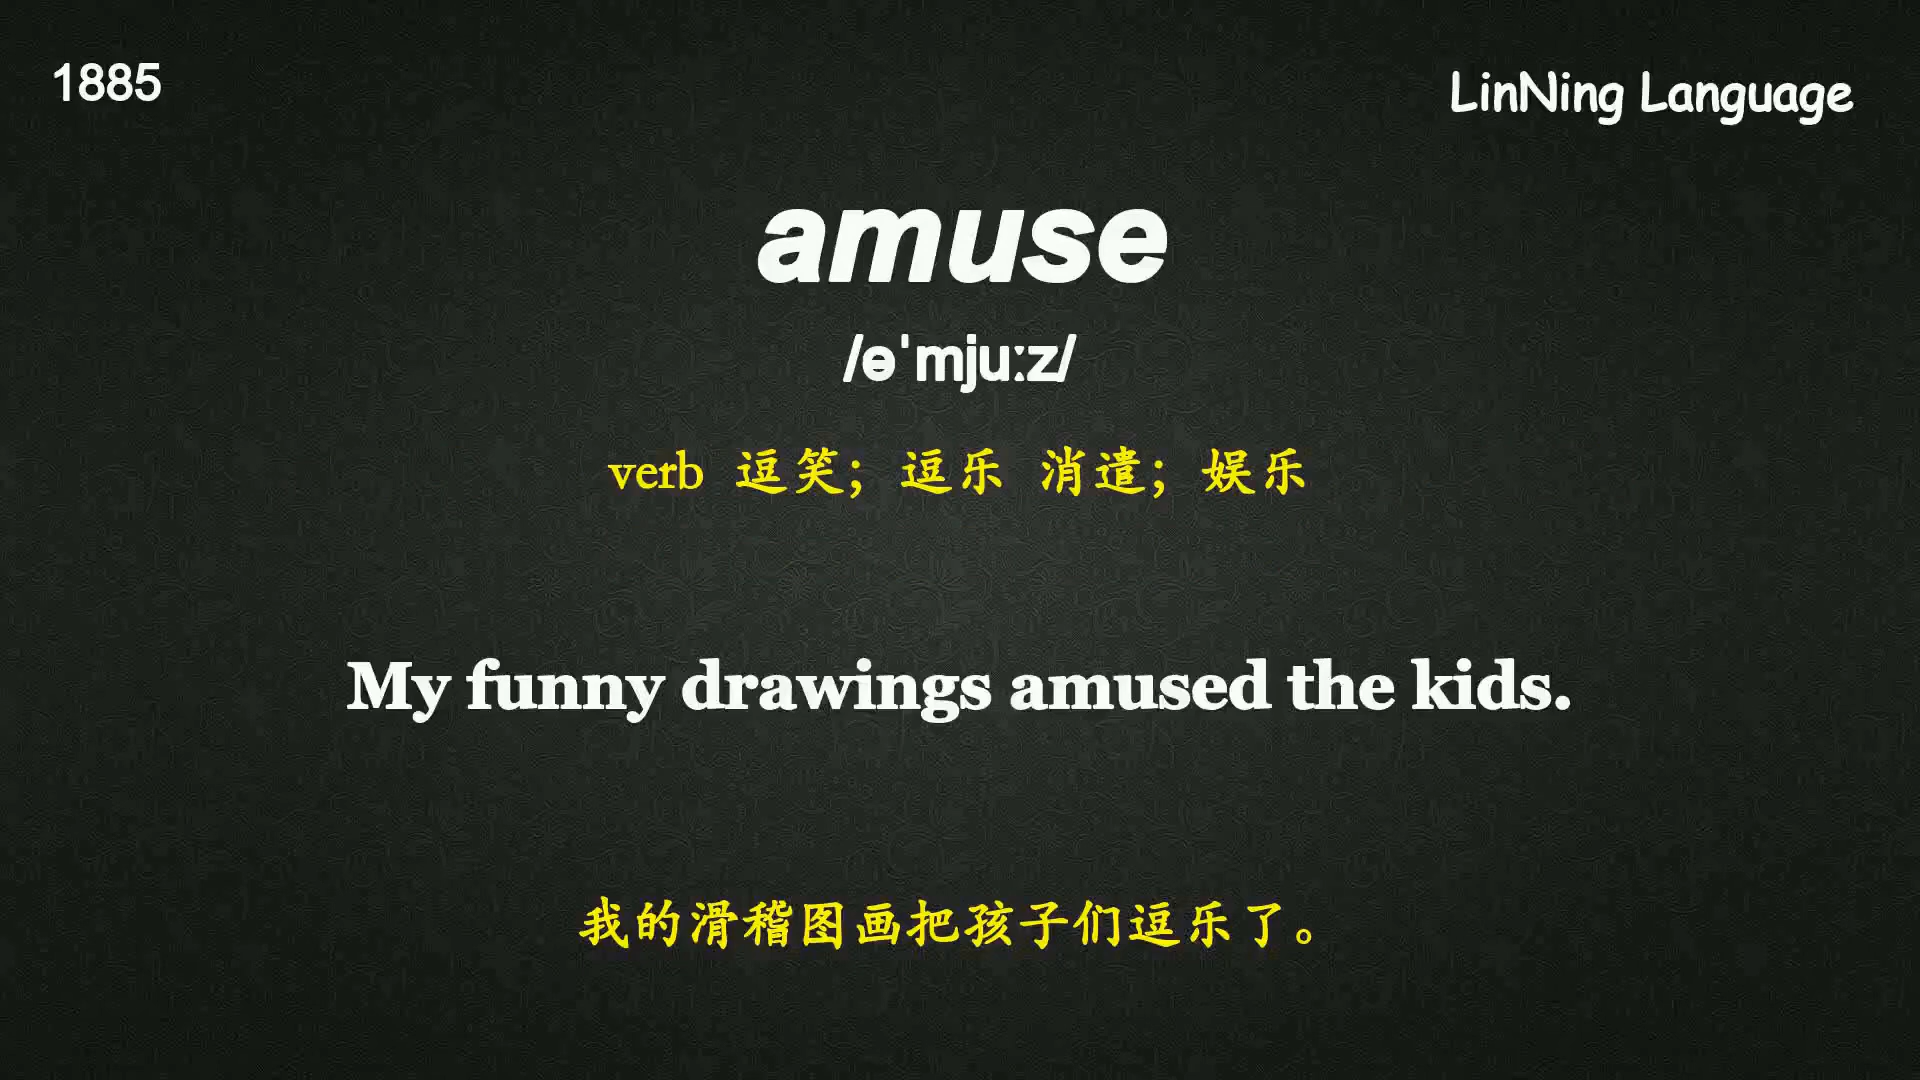 1885
LinNing Language
amuse
/ɵˈmjuːz/
verb 逗笑；逗乐 消遣；娱乐
My funny drawings amused the kids.
我的滑稽图画把孩子们逗乐了。